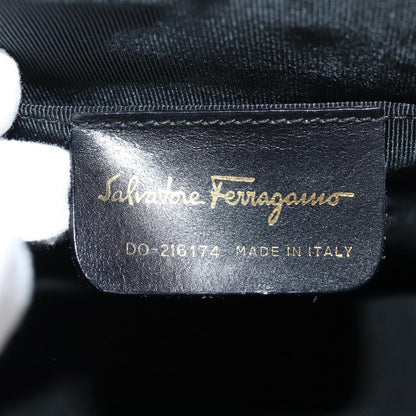 Salvatore Ferragamo
DO-216174 MADE IN ITALY